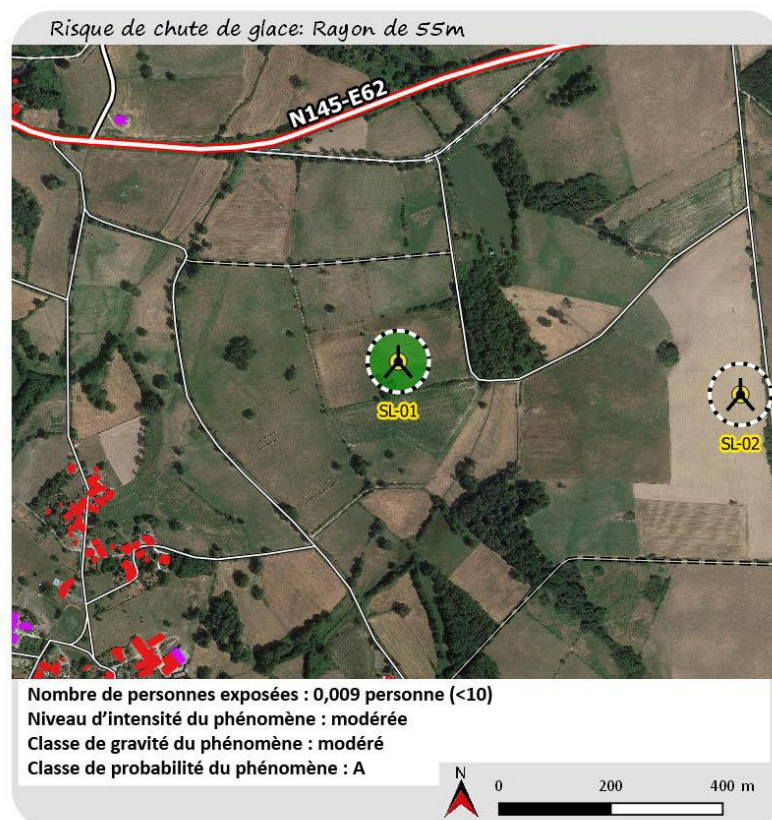 Risque de chute de glace: Rayon de 55m
N145-E62
SL-01
SL-02
Nombre de personnes exposées : 0,009 personne (<10)
Niveau d’intensité du phénomène : modérée
Classe de gravité du phénomène : modéré
Classe de probabilité du phénomène : A
N
0 200 400 m